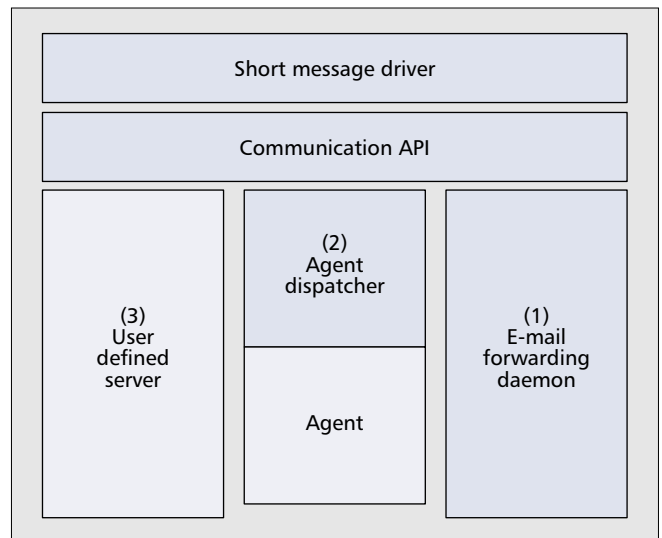 Short message driver
Communication API
(3)
User
defined
server
(2)
Agent
dispatcher
Agent
(1)
E-mail
forwarding
daemon